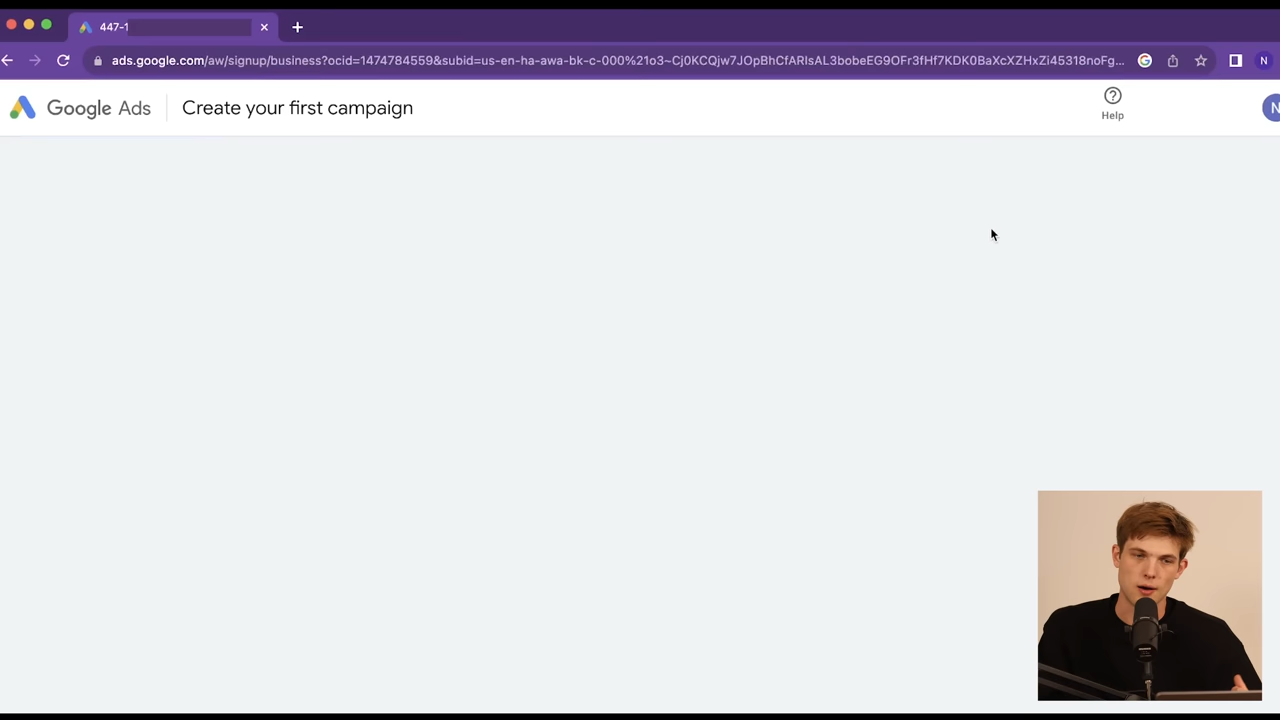 447-1
ads.google.com/aw/signup/business?ocid=1474784559&subid=us-en-ha-awa-bk-c-000%21o3~Cj0KCQjw7JOpBhCfARIsAL3bobeEG9OFr3fHf7KDK0BaXcXZHxZi45318noFg...
N
Google Ads
Create your first campaign
Help
N